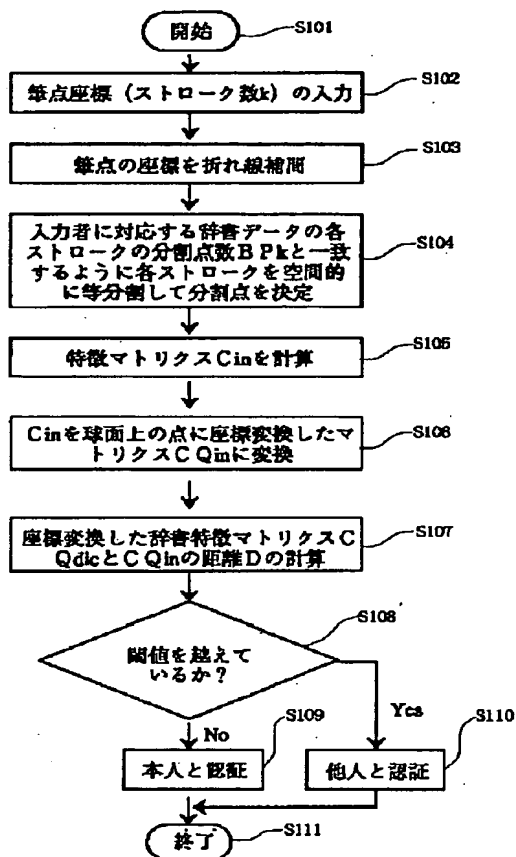 開始
S101
S102
筆点座標(ストローク数k)の入力
S103
筆点の座標を折れ線補間
入力者に対応する辞書データの各
ストロークの分割点数BPkと一致
するように各ストロークを空間的
に等分割して分割点を決定
S104
S105
特徴マトリクスCinを計算
S106
Cinを球面上の点に座標変換したマ
トリクスCQinに変換
S107
座標変換した辞書特徴マトリクスC
QdicとCQinの距離Dの計算
S108
閾値を越えて
いるか?
S109
Yes
S110
No
本人と認証
他人と認証
終了
S111